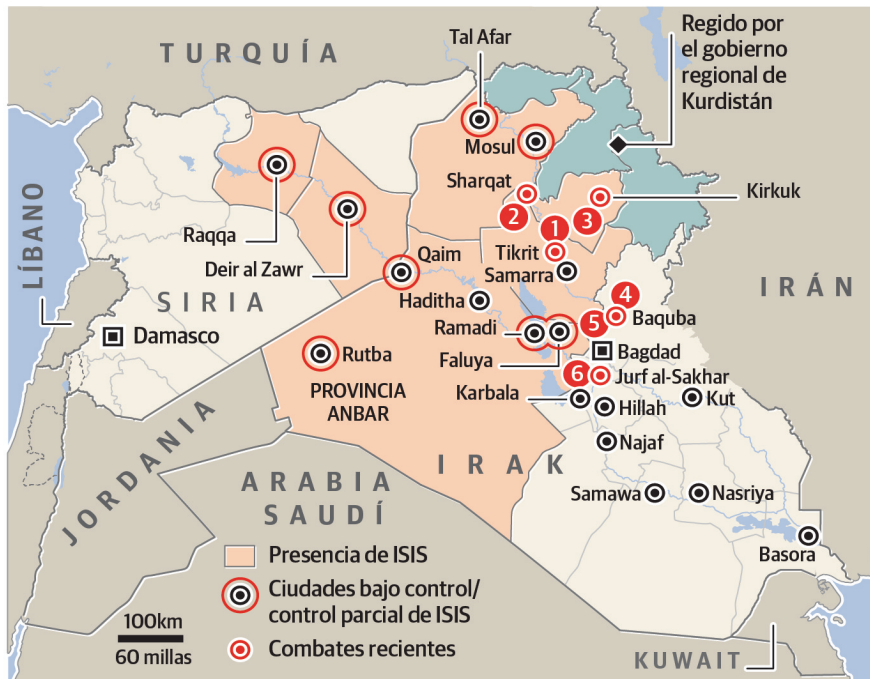 TURQUÍA
Tal Afar
Regido por
el gobierno
regional de
Kurdistán
Mosul
Sharqat
Kirkuk
2
1
3
LÍBANO
Raqqa
Deir al Zawr
Qaim
Tikrit
Samarra
SIRIA
Haditha
IRÁN
4
Ramadi
5
Baquba
Damasco
Faluya
Bagdad
Rutba
6
Jurf al-Sakhar
PROVINCIA
ANBAR
Karbala
Hillah
Kut
Najaf
JORDANIA
IRAK
ARABIA
SAUDÍ
Samawa
Nasriya
Basora
Presencia de ISIS
Ciudades bajo control/
control parcial de ISIS
100km
60 millas
Combates recientes
KUWAIT